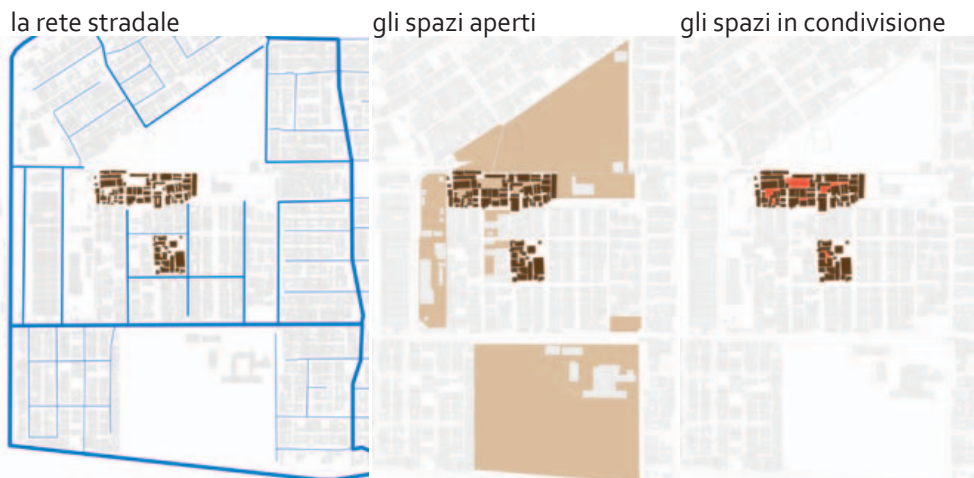 la rete stradale
gli spazi aperti
gli spazi in condivisione